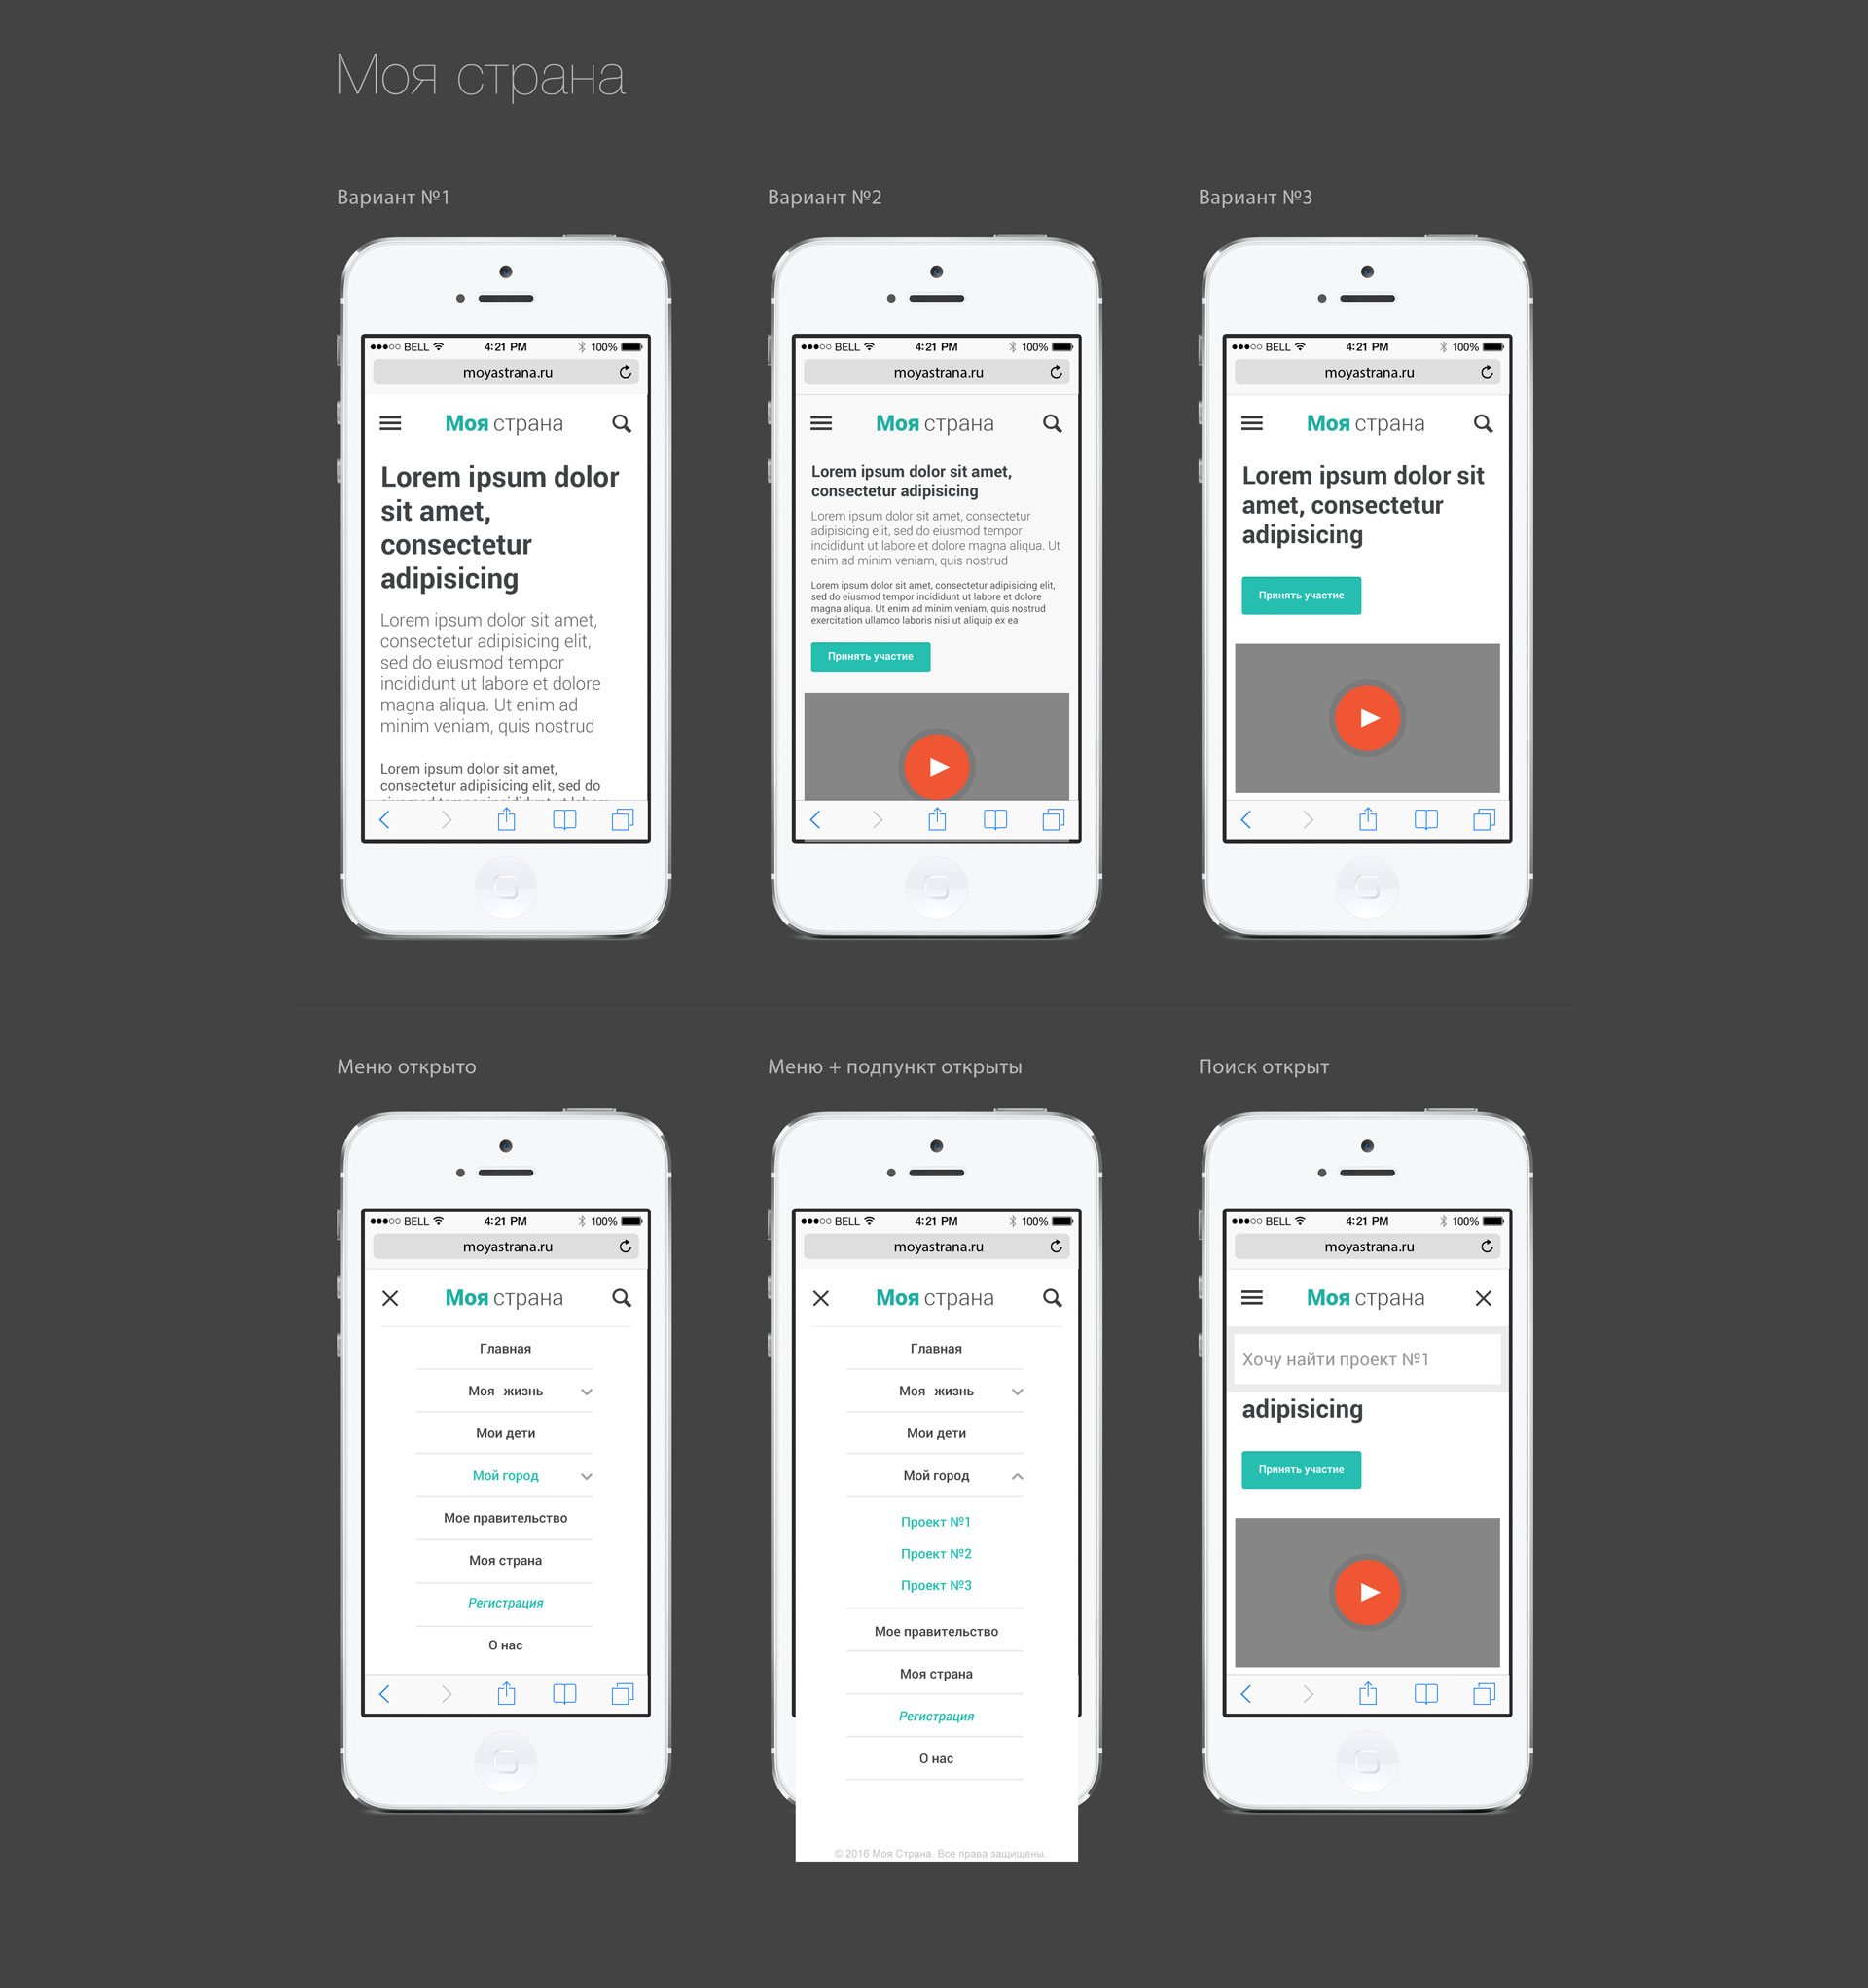 Моя страна
Вариант №1
Вариант №2
Вариант №3
BELL 4:21 PM 100%
moyastrana.ru
Моя страна
Lorem ipsum dolor
sit amet,
consectetur
adipisicing
Lorem ipsum dolor sit amet,
consectetur adipisicing elit,
sed do eiusmod tempor
incididunt ut labore et dolore
magna aliqua. Ut enim ad
minim veniam, quis nostrud
Lorem ipsum dolor sit amet,
consectetur adipisicing elit, sed do
BELL 4:21 PM 100%
moyastrana.ru
Моя страна
Lorem ipsum dolor sit amet,
consectetur adipisicing
Lorem ipsum dolor sit amet, consectetur
adipisicing elit, sed do eiusmod tempor
incididunt ut labore et dolore magna aliqua. Ut
enim ad minim veniam, quis nostrud
Lorem ipsum dolor sit amet, consectetur adipisicing elit,
sed do eiusmod tempor incididunt ut labore et dolore
magna aliqua. Ut enim ad minim veniam, quis nostrud
exercitation ullamco laboris nisi ut aliquip ex ea
Принять участие
BELL 4:21 PM 100%
moyastrana.ru
Моя страна
Lorem ipsum dolor sit
amet, consectetur
adipisicing
Принять участие
Меню открыто
Меню + подпункт открыты
Поиск открыт
BELL 4:21 PM 100%
moyastrana.ru
Моя страна
Главная
Моя жизнь
Мои дети
Мой город
Мое правительство
Моя страна
Регистрация
О нас
BELL 4:21 PM 100%
moyastrana.ru
Моя страна
Главная
Моя жизнь
Мои дети
Мой город
Проект №1
Проект №2
Проект №3
Мое правительство
Моя страна
Регистрация
О нас
© 2016 Моя Страна. Все права защищены.
BELL 4:21 PM 100%
moyastrana.ru
Моя страна
Хочу найти проект №1
adipisicing
Принять участие